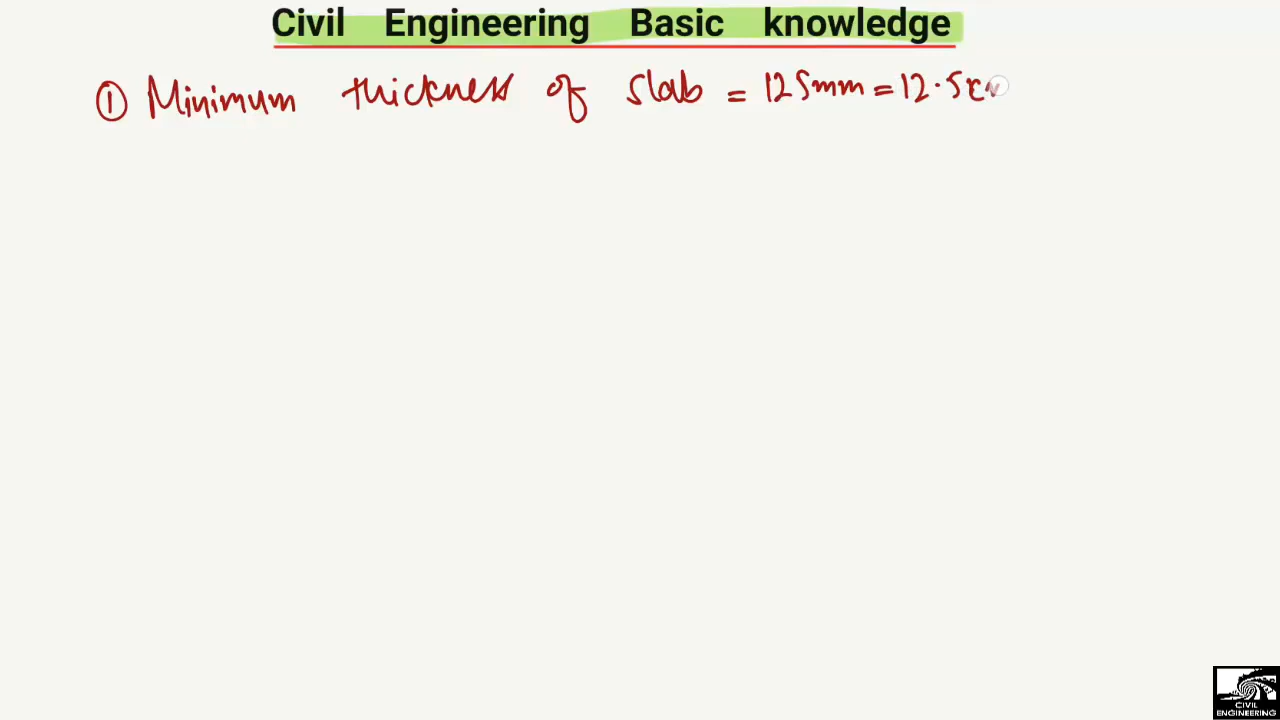 Civil Engineering Basic knowledge
① Minimum thickness of slab = 125mm = 12.5cm
CIVIL
ENGINEERING